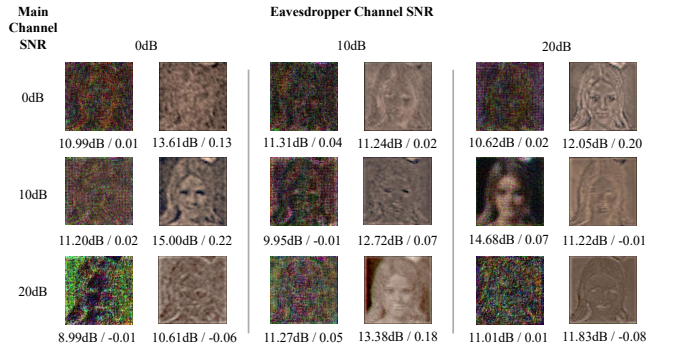 Main
Channel
SNR
Eavesdropper Channel SNR
0dB 10dB 20dB
0dB
10.99dB / 0.01 13.61dB / 0.13 11.31dB / 0.04 11.24dB / 0.02 10.62dB / 0.02 12.05dB / 0.20
10dB
11.20dB / 0.02 15.00dB / 0.22 9.95dB / -0.01 12.72dB / 0.07 14.68dB / 0.07 11.22dB / -0.01
20dB
8.99dB / -0.01 10.61dB / -0.06 11.27dB / 0.05 13.38dB / 0.18 11.01dB / 0.01 11.83dB / -0.08